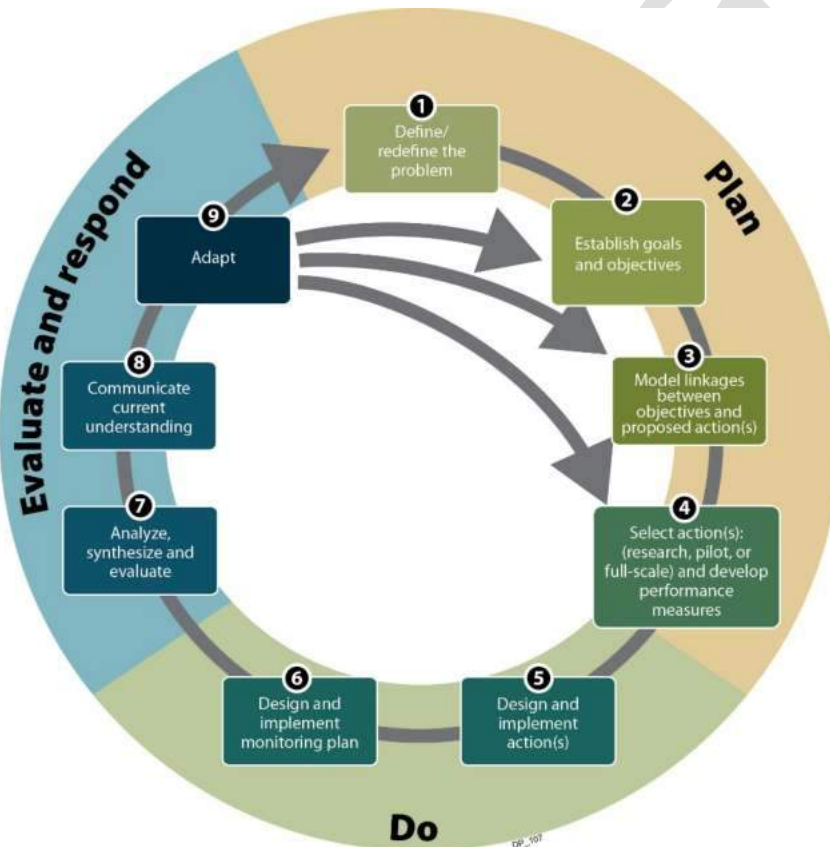 1
Define/
redefine the
problem
Plan
2
Establish goals
and objectives
3
Model linkages
between
objectives and
proposed action(s)
4
Select action(s):
(research, pilot, or
full-scale) and develop
performance
measures
5
Design and
implement
action(s)
Do
6
Design and
implement
monitoring plan
7
Analyze,
synthesize and
evaluate
8
Communicate
current
understanding
Evaluate and respond
9
Adapt
DP_107